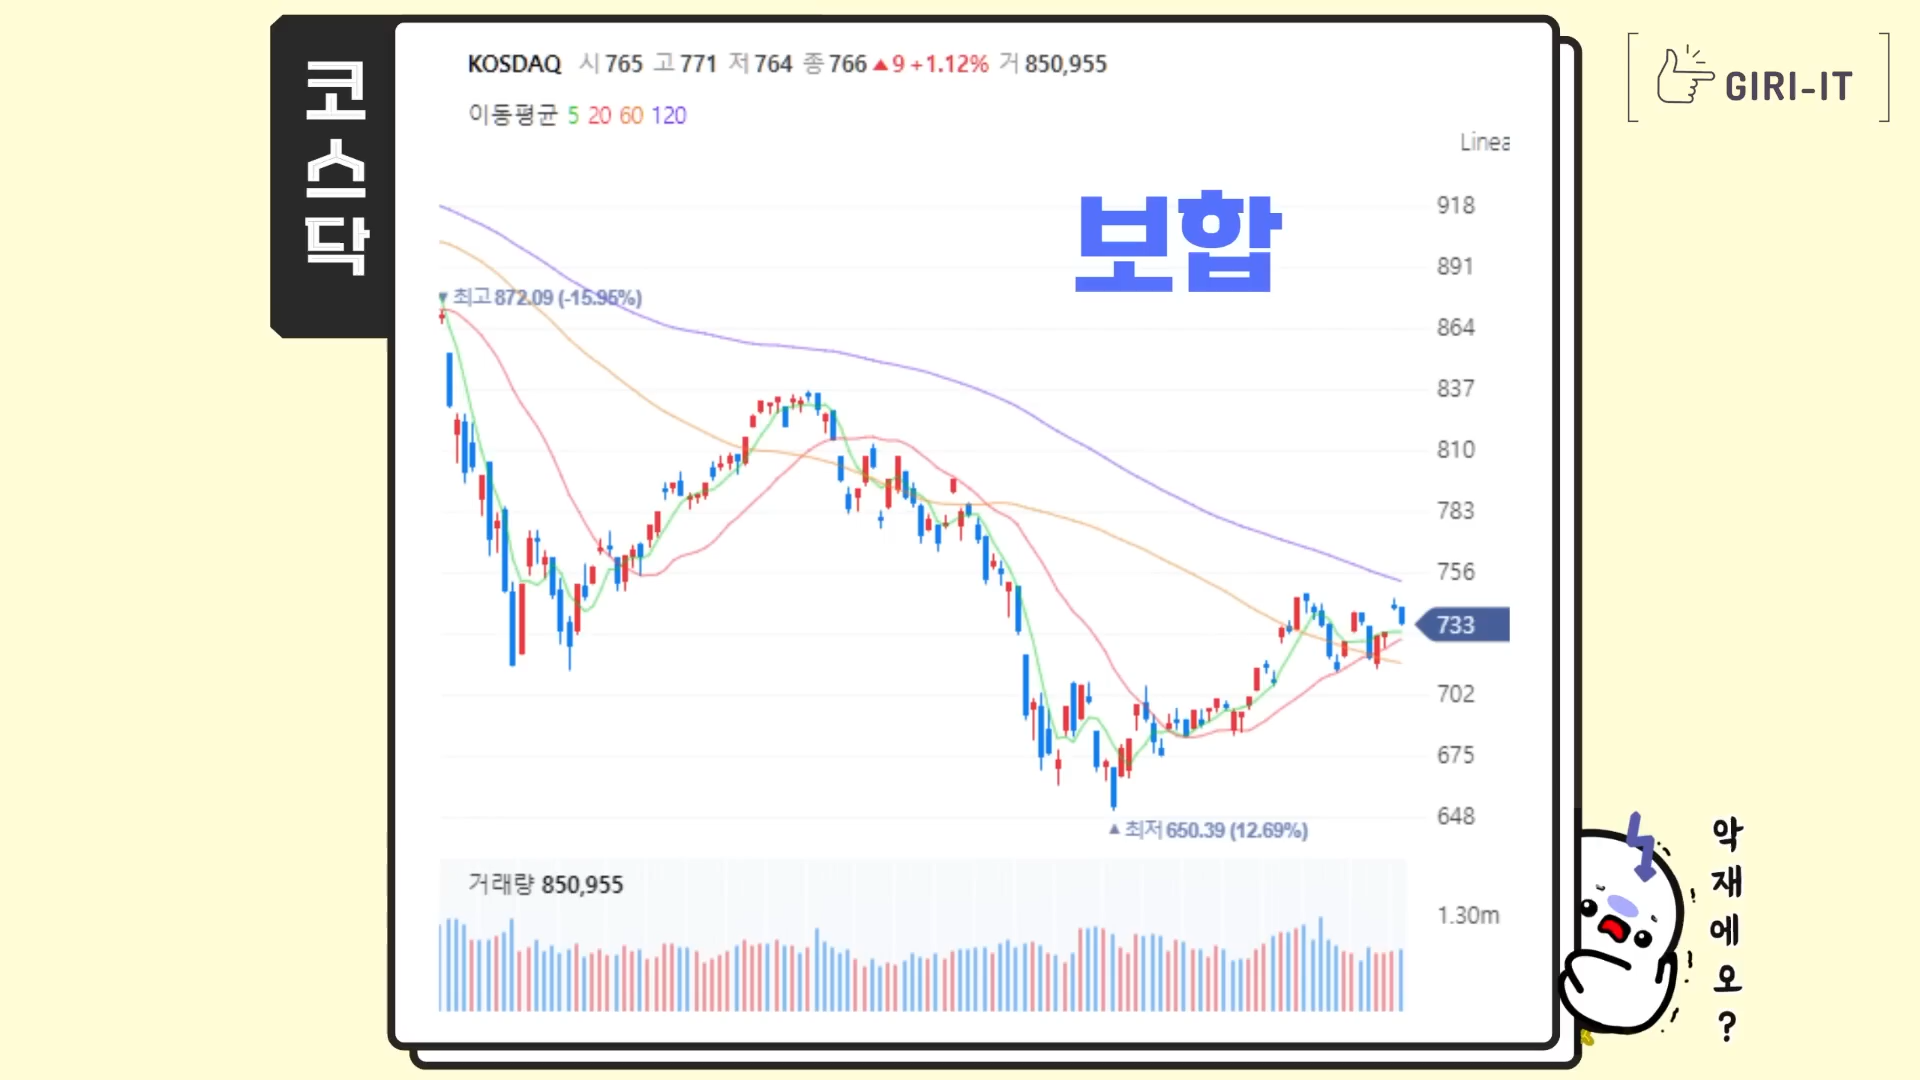 코스닥
KOSDAQ 시 765 고 771 저 764 종 766 ▲ 9 +1.12% 거 850,955
이동평균 5 20 60 120
GIRI-IT
Linea
보합
918
891
▼ 최고 872.09 (-15.95%)
864
837
810
783
756
733
702
675
648
▲ 최저 650.39 (12.69%)
거래량 850,955
1.30m
악재에오?